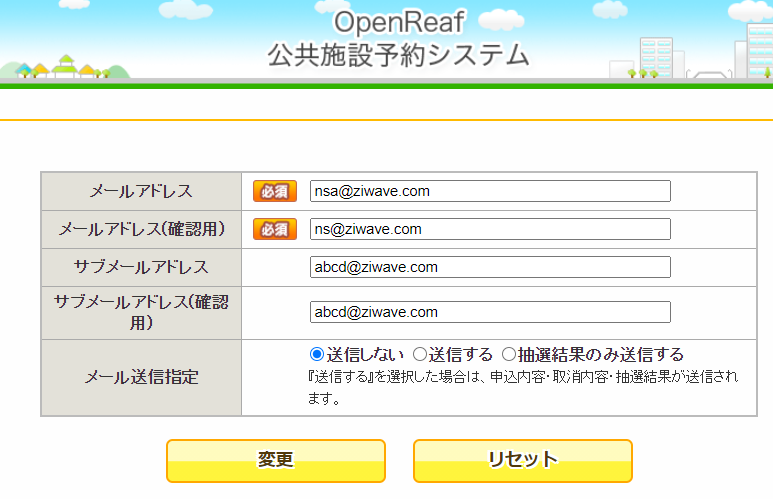 OpenReaf
公共施設予約システム
メールアドレス 必須 nsa@ziwave.com
メールアドレス(確認用) 必須 ns@ziwave.com
サブメールアドレス abcd@ziwave.com
サブメールアドレス(確認
用) abcd@ziwave.com
メール送信指定 送信しない 送信する 抽選結果のみ送信する
『送信する』を選択した場合は、申込内容・取消内容・抽選結果が送信され
ます。
変更 リセット